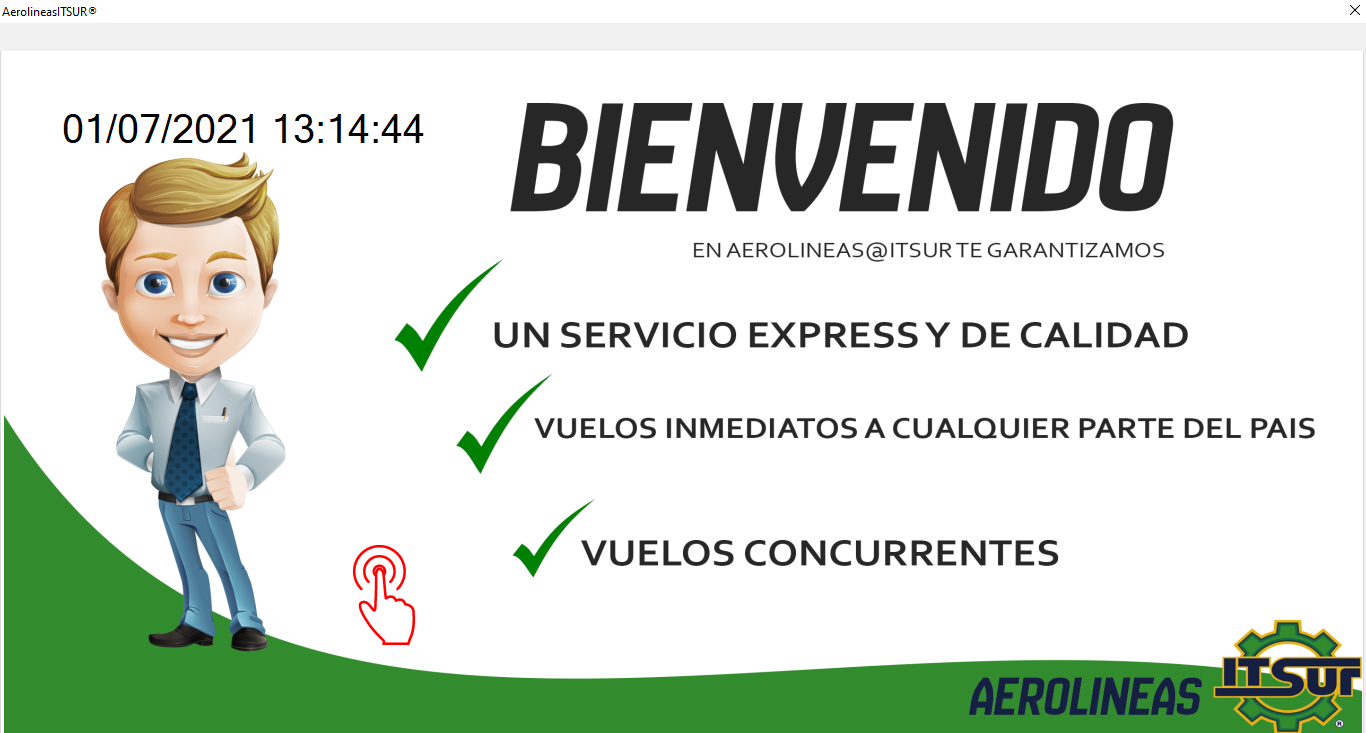 AerolineasITSUR®
01/07/2021 13:14:44
BIENVENIDO
EN AEROLINEAS@ITSUR TE GARANTIZAMOS
UN SERVICIO EXPRESS Y DE CALIDAD
VUELOS INMEDIATOS A CUALQUIER PARTE DEL PAIS
VUELOS CONCURRENTES
AEROLINEAS ITSUR ®